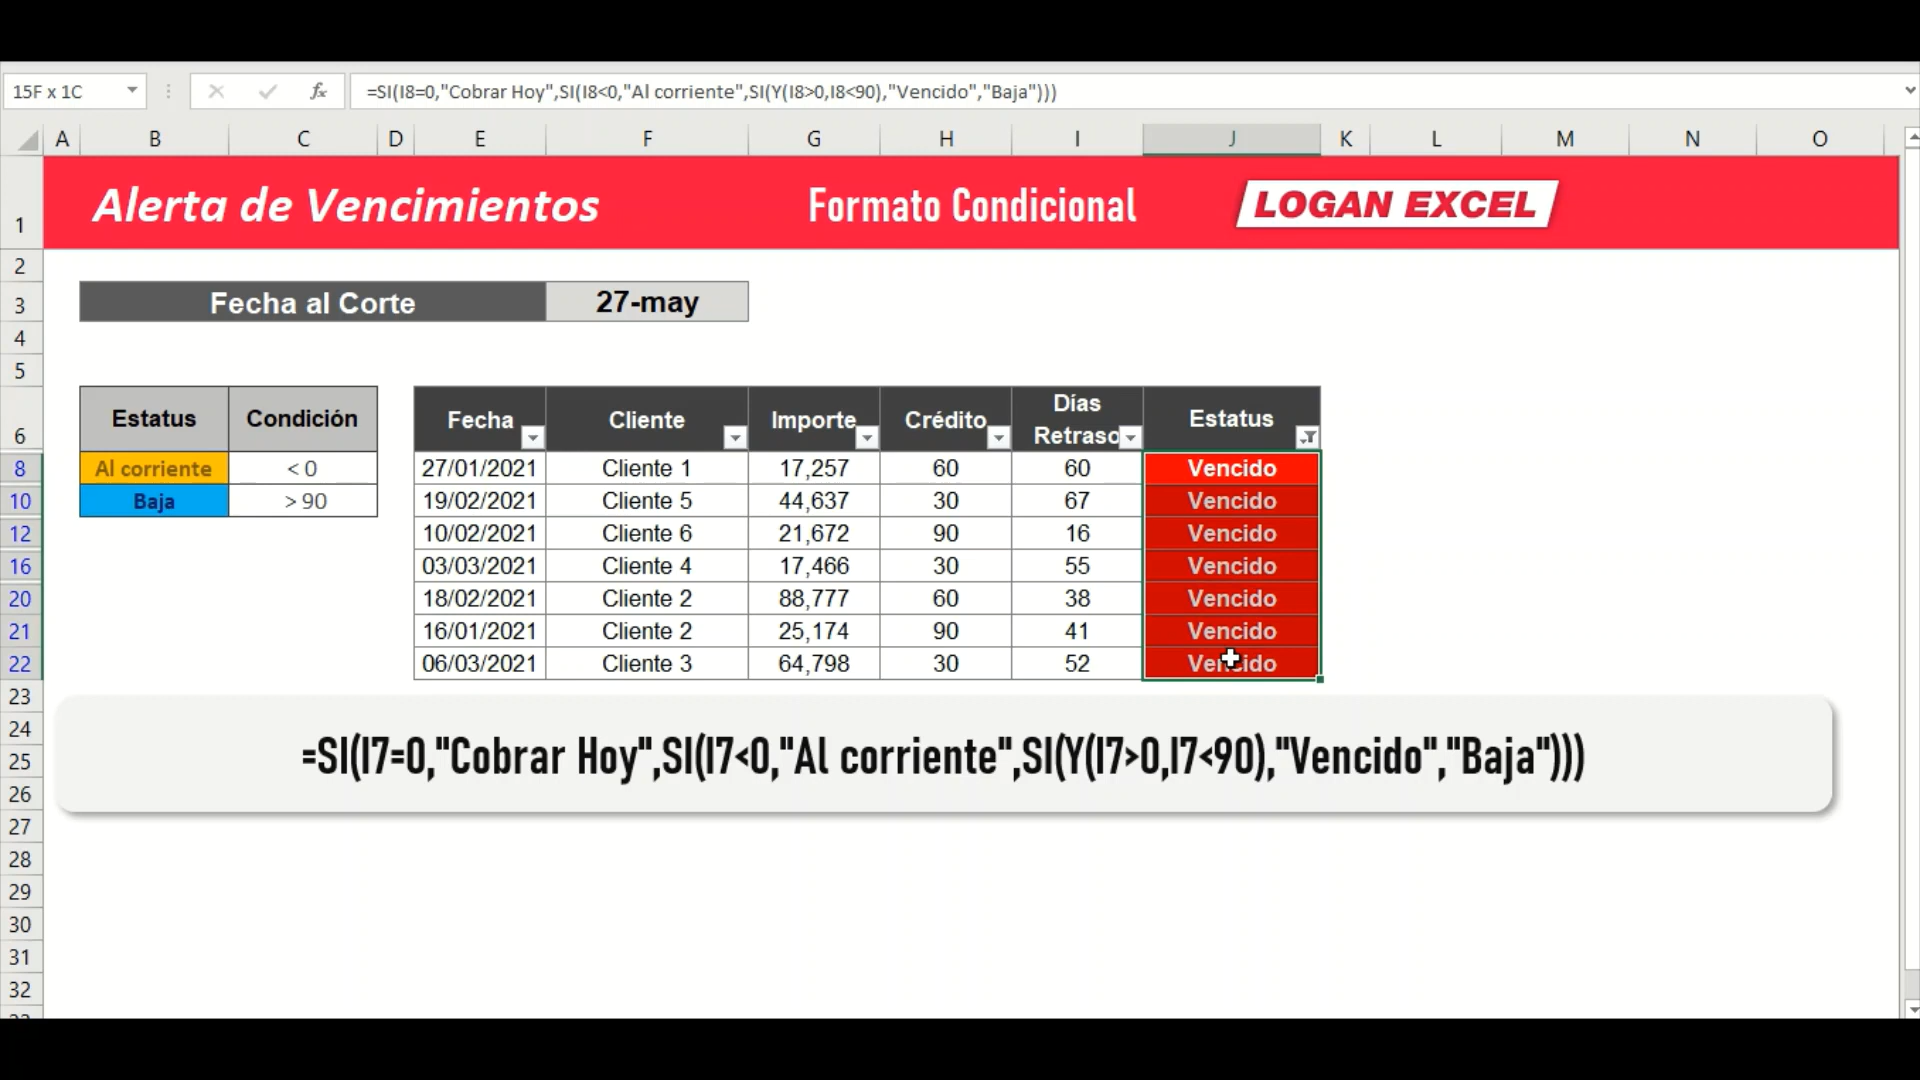 15F x 1C
fx
=SI(I8=0,"Cobrar Hoy",SI(I8<0,"Al corriente",SI(Y(I8>0,I8<90),"Vencido","Baja")))
A B C D E F G H I J K L M N O
1 Alerta de Vencimientos Formato Condicional LOGAN EXCEL
2
3 Fecha al Corte 27-may
4
5
6 Estatus Condición Fecha Cliente Importe Crédito Días Retraso Estatus
8 Al corriente < 0 27/01/2021 Cliente 1 17,257 60 60 Vencido
10 Baja > 90 19/02/2021 Cliente 5 44,637 30 67 Vencido
12 10/02/2021 Cliente 6 21,672 90 16 Vencido
16 03/03/2021 Cliente 4 17,466 30 55 Vencido
20 18/02/2021 Cliente 2 88,777 60 38 Vencido
21 16/01/2021 Cliente 2 25,174 90 41 Vencido
22 06/03/2021 Cliente 3 64,798 30 52 Vencido
23
24
=SI(I7=0,"Cobrar Hoy",SI(I7<0,"Al corriente",SI(Y(I7>0,I7<90),"Vencido","Baja")))
25
26
27
28
29
30
31
32